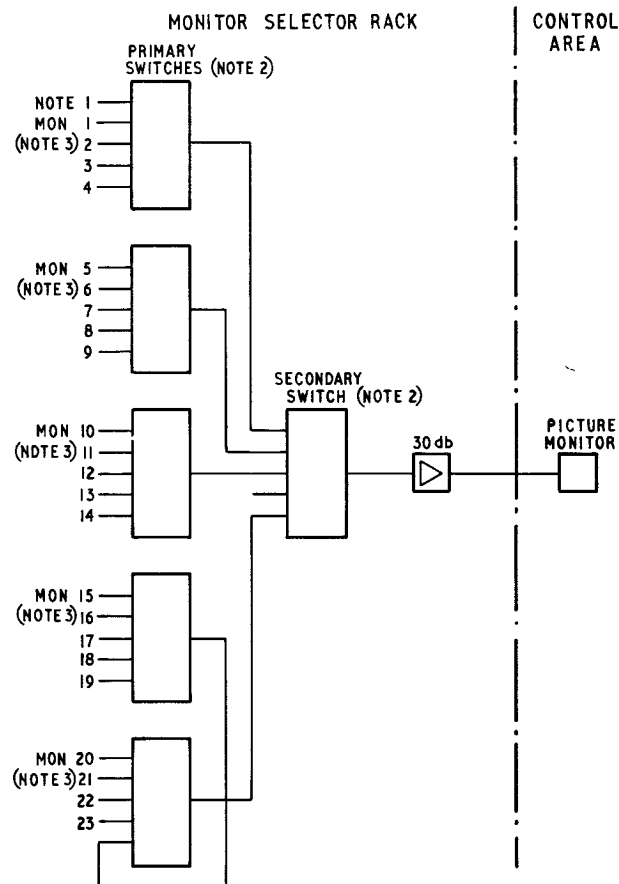 MONITOR SELECTOR RACK
CONTROL
AREA
PRIMARY
SWITCHES (NOTE 2)
NOTE 1
MON 1
(NOTE 3) 2
3
4
MON 5
(NOTE 3) 6
7
8
9
SECONDARY
SWITCH (NOTE 2)
MON 10
(NDTE 3) 11
12
13
14
30 db
PICTURE
MONITOR
MON 15
(NOTE 3) 16
17
18
19
MON 20
(NOTE 3) 21
22
23